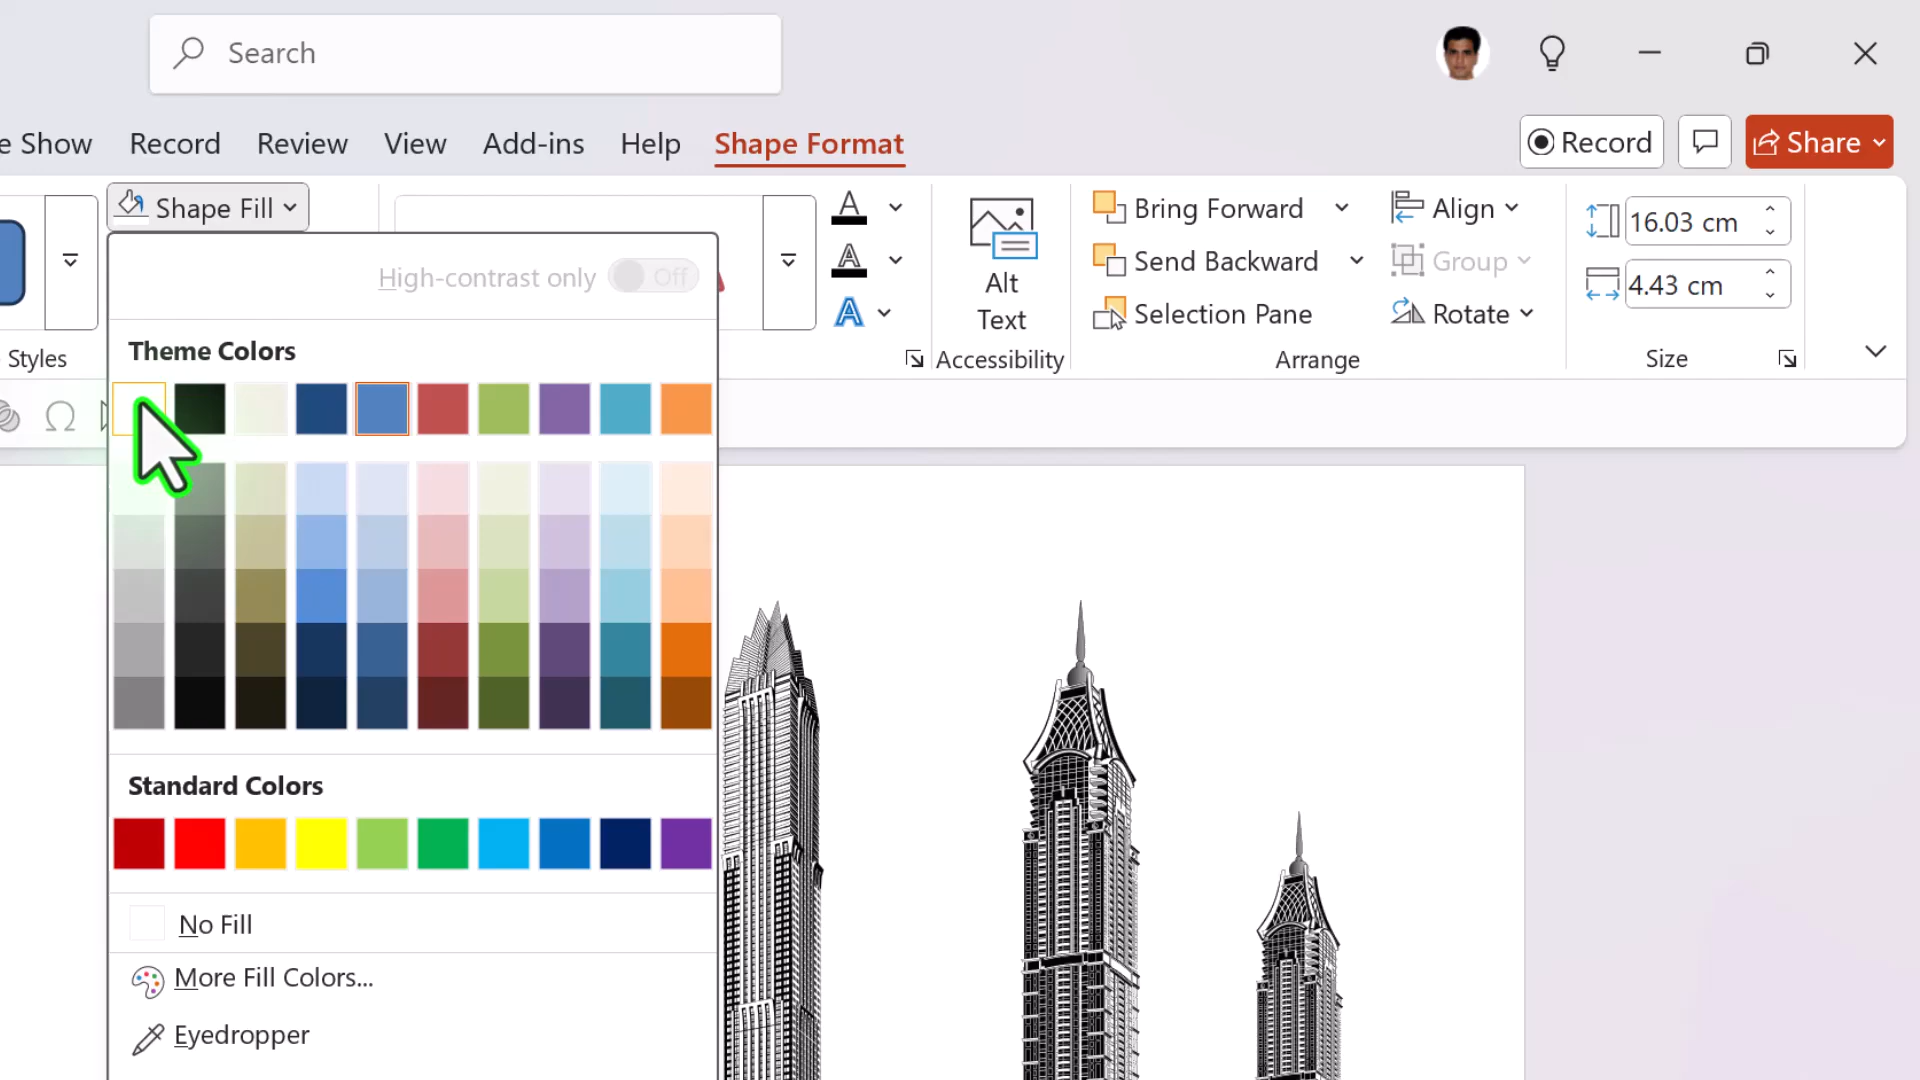 Search
e Show
Record
Review
View
Add-ins
Help
Shape Format
Record
Share
Shape Fill
High-contrast only
Off
Theme Colors
Standard Colors
No Fill
More Fill Colors...
Eyedropper
Styles
A
A
A
Alt
Text
Accessibility
Bring Forward
Send Backward
Selection Pane
Align
Group
Rotate
Arrange
16.03 cm
4.43 cm
Size